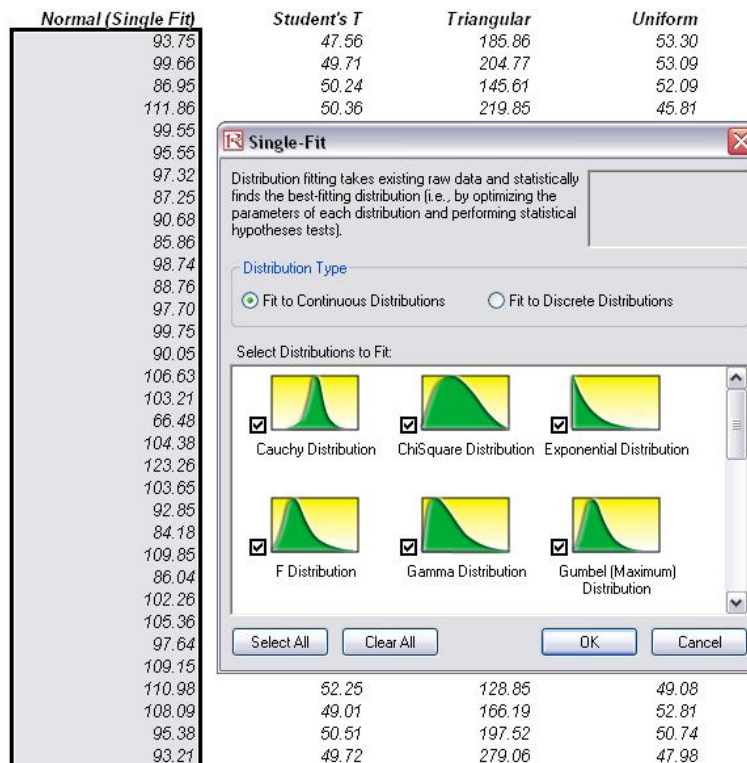 Normal (Single Fit) Student's T Triangular Uniform
93.75 47.56 185.86 53.30
99.66 49.71 204.77 53.09
86.95 50.24 145.61 52.09
111.86 50.36 219.85 45.81
99.55
95.55
97.32
87.25
90.68
85.86
98.74
88.76
97.70
99.75
90.05
106.63
103.21
66.48
104.38
123.26
103.65
92.85
84.18
109.85
86.04
102.26
105.36
97.64
109.15
Single-Fit
Distribution fitting takes existing raw data and statistically
finds the best-fitting distribution (i.e., by optimizing the
parameters of each distribution and performing statistical
hypotheses tests).
Distribution Type
Fit to Continuous Distributions Fit to Discrete Distributions
Select Distributions to Fit:
Cauchy Distribution ChiSquare Distribution Exponential Distribution
F Distribution Gamma Distribution Gumbel (Maximum)
Distribution
Select All Clear All OK Cancel
110.98 52.25 128.85 49.08
108.09 49.01 166.19 52.81
95.38 50.51 197.52 50.74
93.21 49.72 279.06 47.98